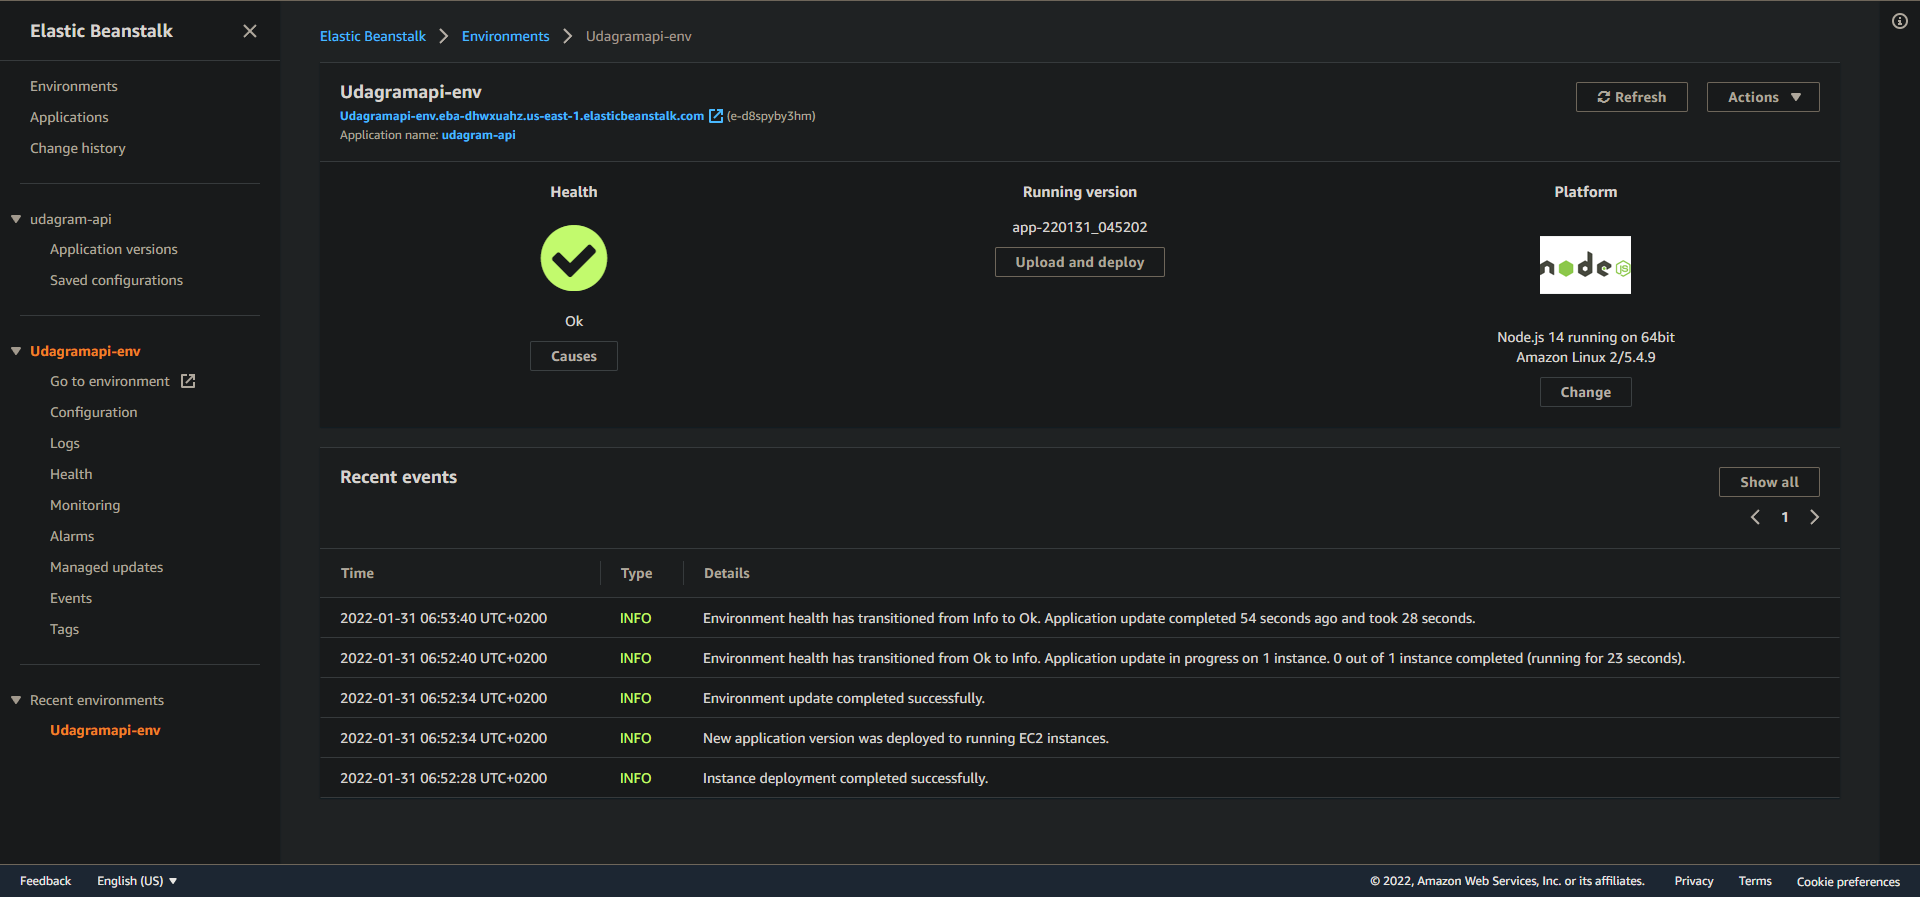 Elastic Beanstalk
Environments
Applications
Change history
udagram-api
Application versions
Saved configurations
Udagramapi-env
Go to environment
Configuration
Logs
Health
Monitoring
Alarms
Managed updates
Events
Tags
Recent environments
Udagramapi-env
Elastic Beanstalk Environments Udagramapi-env
Udagramapi-env
Udagramapi-env.eba-dhwxuahz.us-east-1.elasticbeanstalk.com (e-d8spyby3hm)
Application name: udagram-api
Refresh
Actions
Health
Ok
Causes
Running version
app-220131_045202
Upload and deploy
Platform
node JS
Node.js 14 running on 64bit
Amazon Linux 2/5.4.9
Change
Recent events
Show all
1
Time Type Details
2022-01-31 06:53:40 UTC+0200 INFO Environment health has transitioned from Info to Ok. Application update completed 54 seconds ago and took 28 seconds.
2022-01-31 06:52:40 UTC+0200 INFO Environment health has transitioned from Ok to Info. Application update in progress on 1 instance. 0 out of 1 instance completed (running for 23 seconds).
2022-01-31 06:52:34 UTC+0200 INFO Environment update completed successfully.
2022-01-31 06:52:34 UTC+0200 INFO New application version was deployed to running EC2 instances.
2022-01-31 06:52:28 UTC+0200 INFO Instance deployment completed successfully.
Feedback English (US) © 2022, Amazon Web Services, Inc. or its affiliates. Privacy Terms Cookie preferences